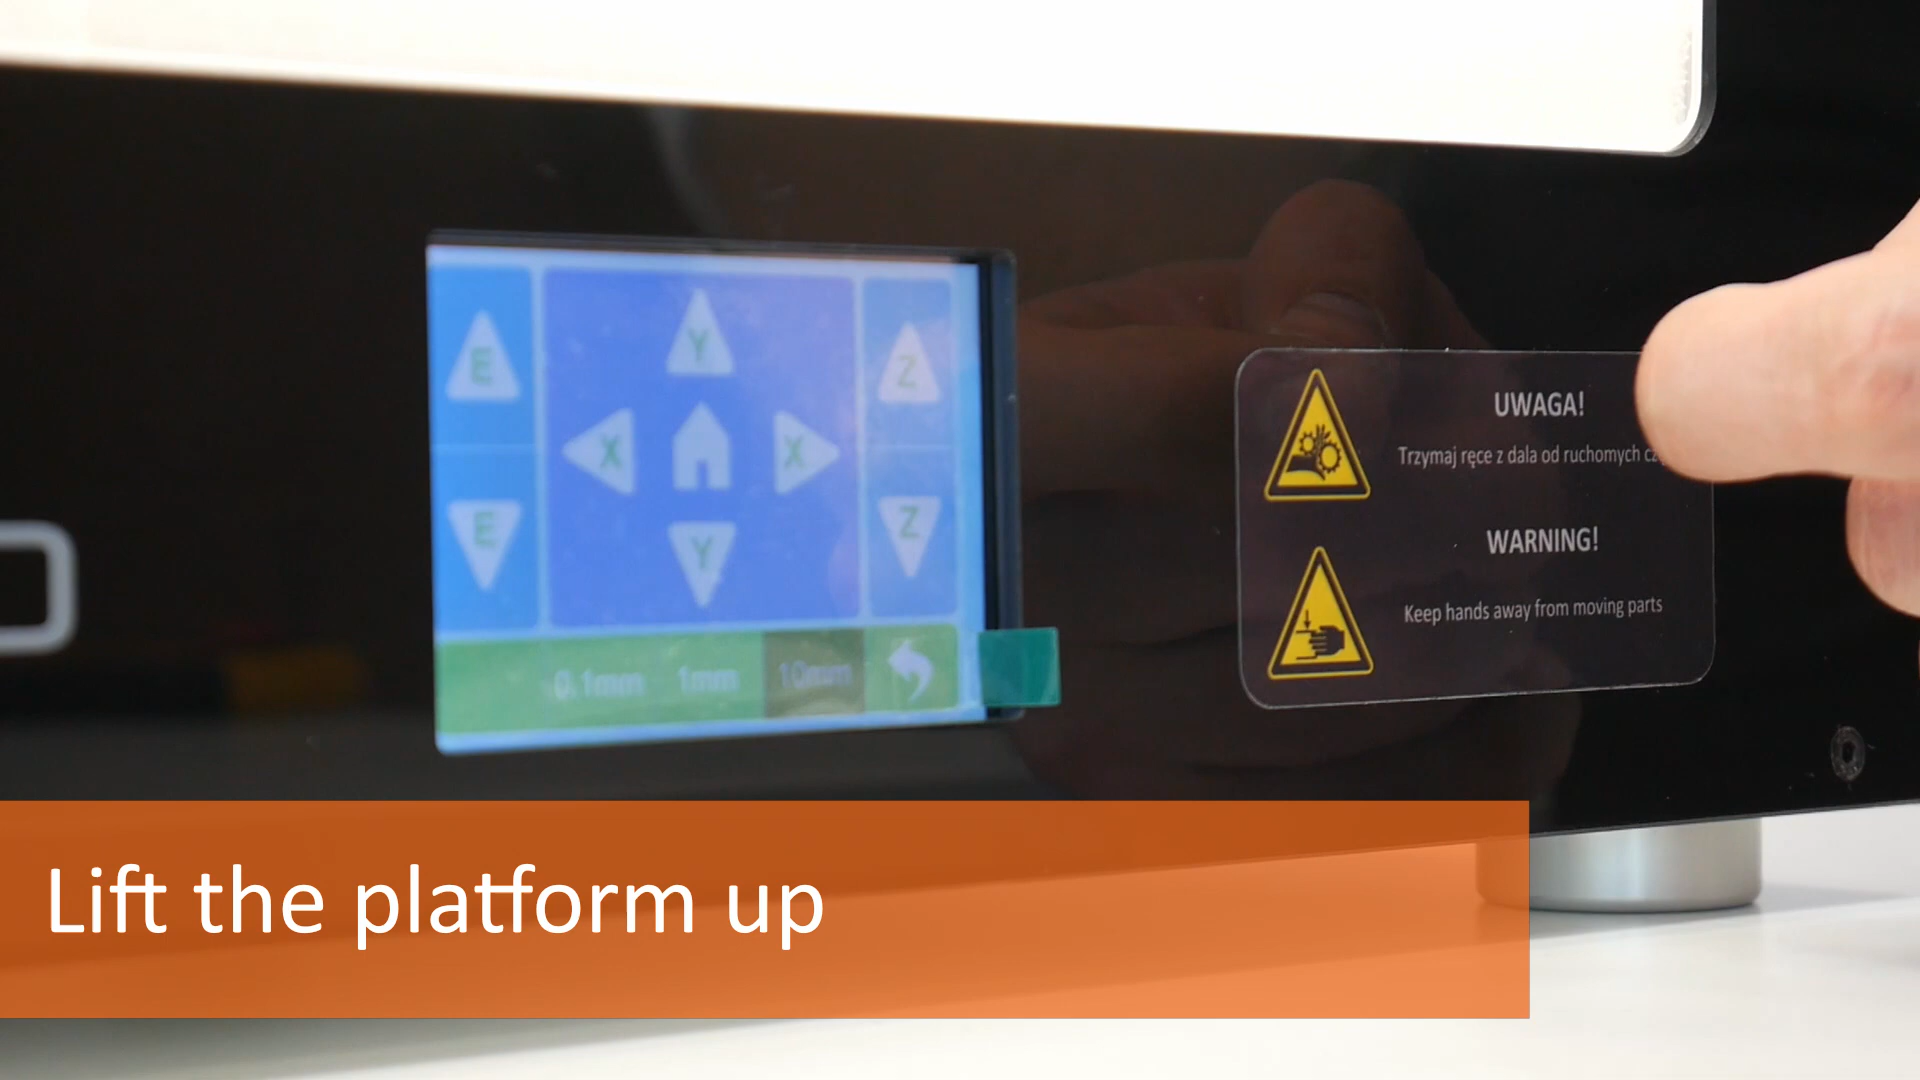 E
Y
Z
X
X
E
Y
Z
0.1mm 1mm 10mm
UWAGA!
Trzymaj ręce z dala od ruchomych
WARNING!
Keep hands away from moving parts
Lift the platform up